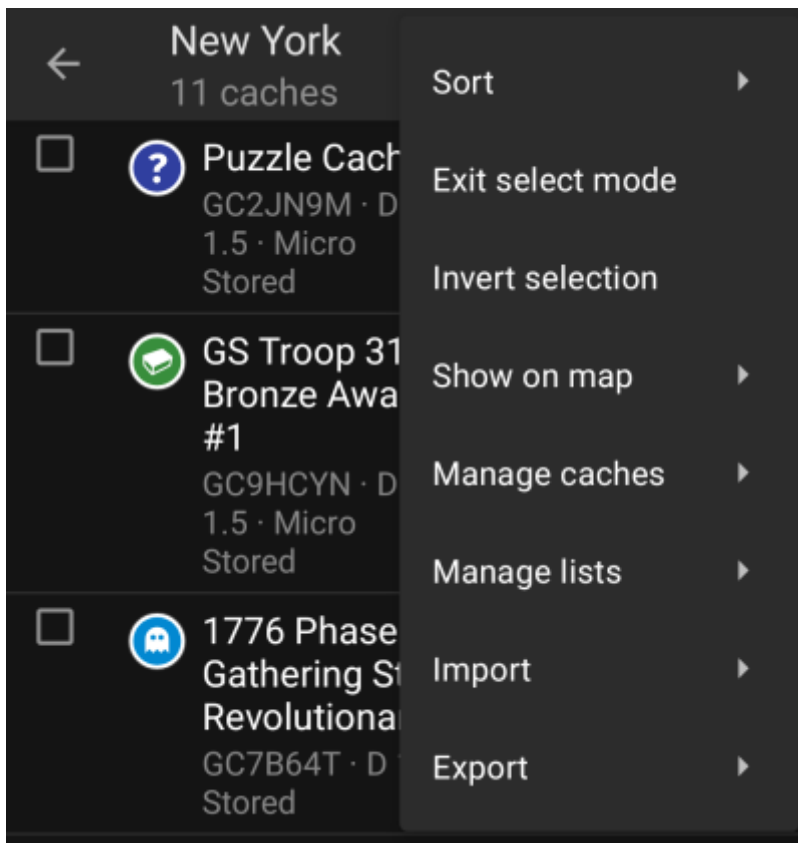 New York
11 caches
Puzzle Cach
GC2JN9M · D
1.5 · Micro
Stored
GS Troop 31
Bronze Awa
#1
GC9HCYN · D
1.5 · Micro
Stored
1776 Phase
Gathering St
Revolutiona
GC7B64T · D
Stored
Sort
Exit select mode
Invert selection
Show on map
Manage caches
Manage lists
Import
Export